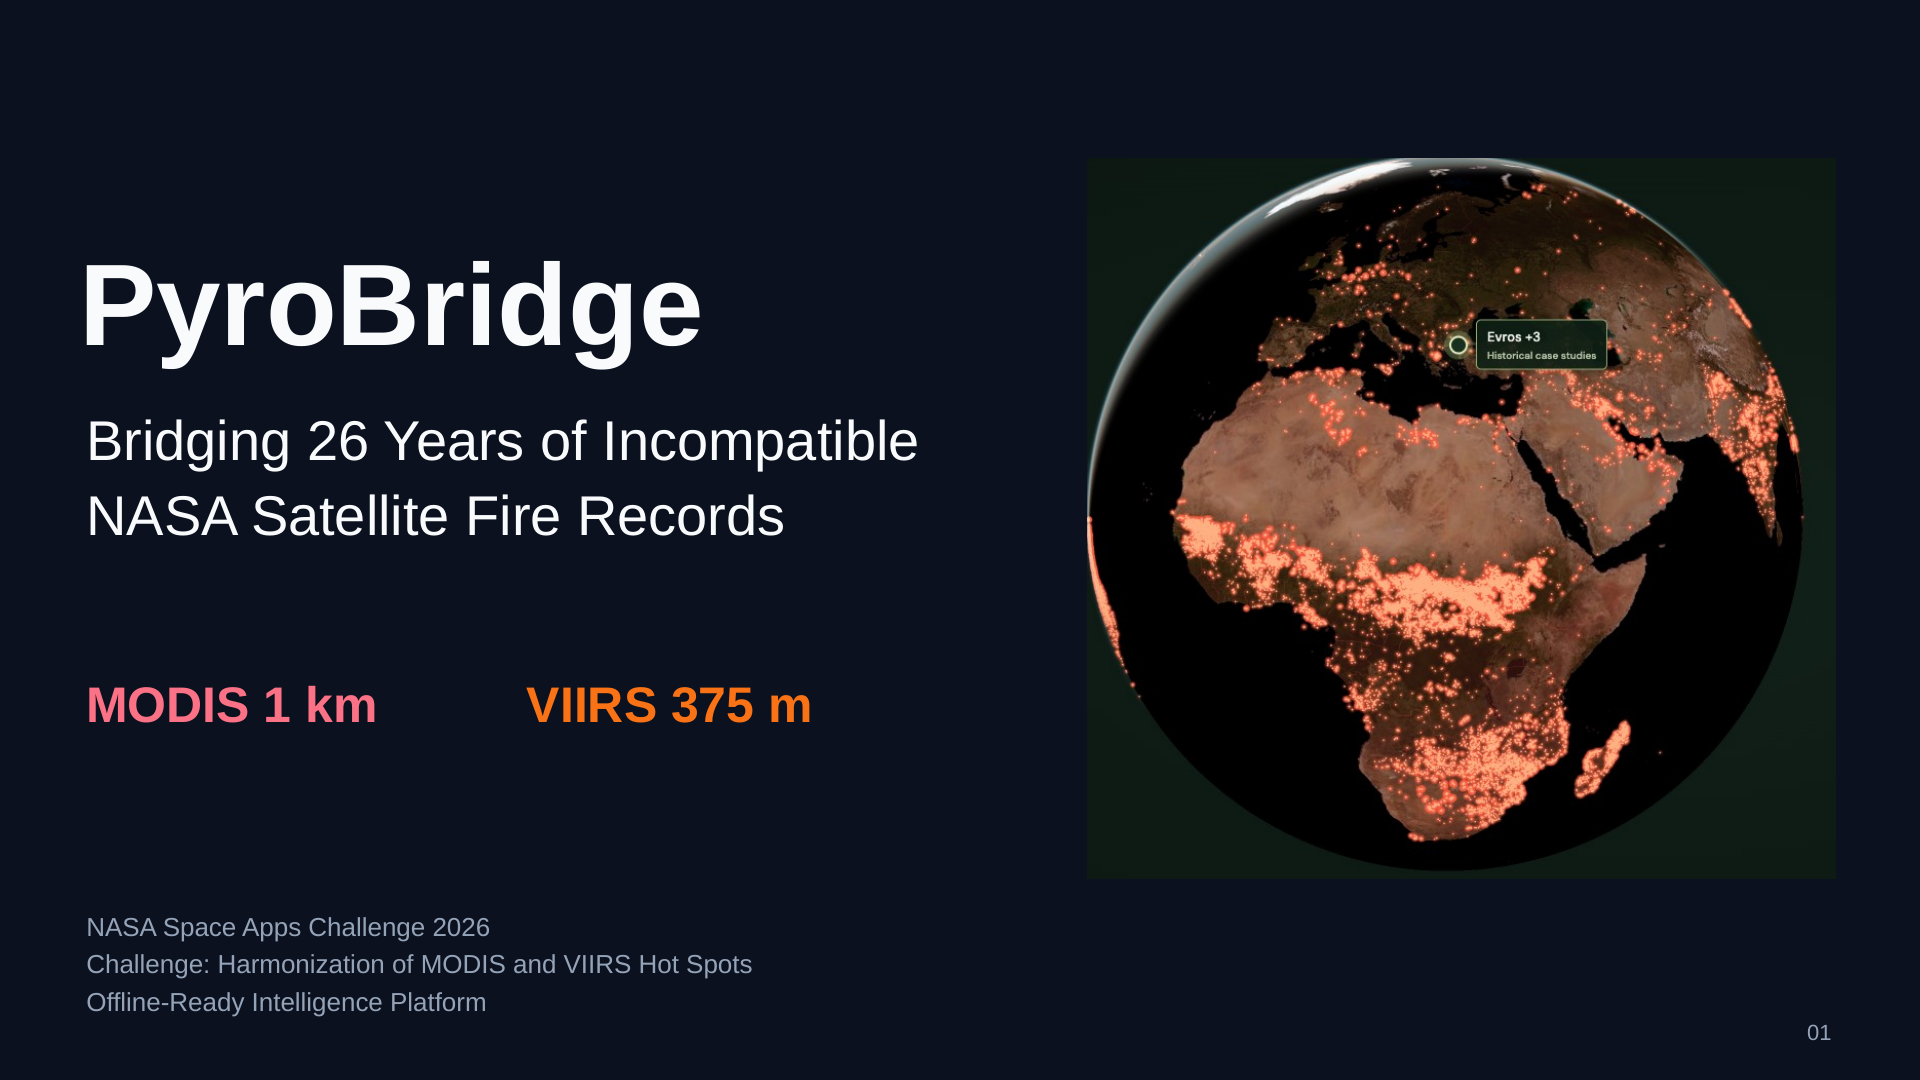 PyroBridge
Bridging 26 Years of Incompatible
NASA Satellite Fire Records
MODIS 1 km
VIIRS 375 m
Evros +3
Historical case studies
NASA Space Apps Challenge 2026
Challenge: Harmonization of MODIS and VIIRS Hot Spots
Offline-Ready Intelligence Platform
01